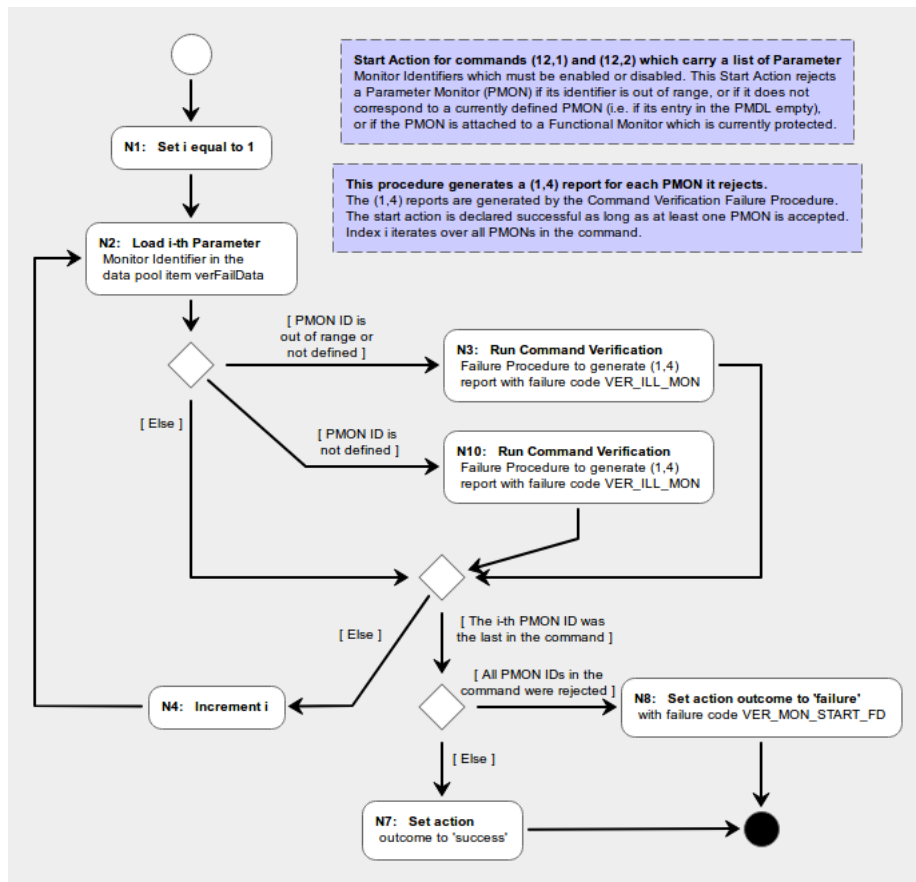 Start Action for commands (12,1) and (12,2) which carry a list of Parameter
Monitor Identifiers which must be enabled or disabled. This Start Action rejects
a Parameter Monitor (PMON) if its identifier is out of range, or if it does not
correspond to a currently defined PMON (i.e. if its entry in the PMDL empty),
or if the PMON is attached to a Functional Monitor which is currently protected.
N1: Set i equal to 1
This procedure generates a (1,4) report for each PMON it rejects.
The (1,4) reports are generated by the Command Verification Failure Procedure.
The start action is declared successful as long as at least one PMON is accepted.
Index i iterates over all PMONs in the command.
N2: Load i-th Parameter
Monitor Identifier in the
data pool item verFailData
[ PMON ID is
out of range or
not defined ]
N3: Run Command Verification
Failure Procedure to generate (1,4)
report with failure code VER_ILL_MON
[ Else ]
[ PMON ID is
not defined ]
N10: Run Command Verification
Failure Procedure to generate (1,4)
report with failure code VER_ILL_MON
[ Else ]
[ The i-th PMON ID was
the last in the command ]
[ All PMON IDs in the
command were rejected ]
N4: Increment i
N8: Set action outcome to 'failure'
with failure code VER_MON_START_FD
[ Else ]
N7: Set action
outcome to 'success'